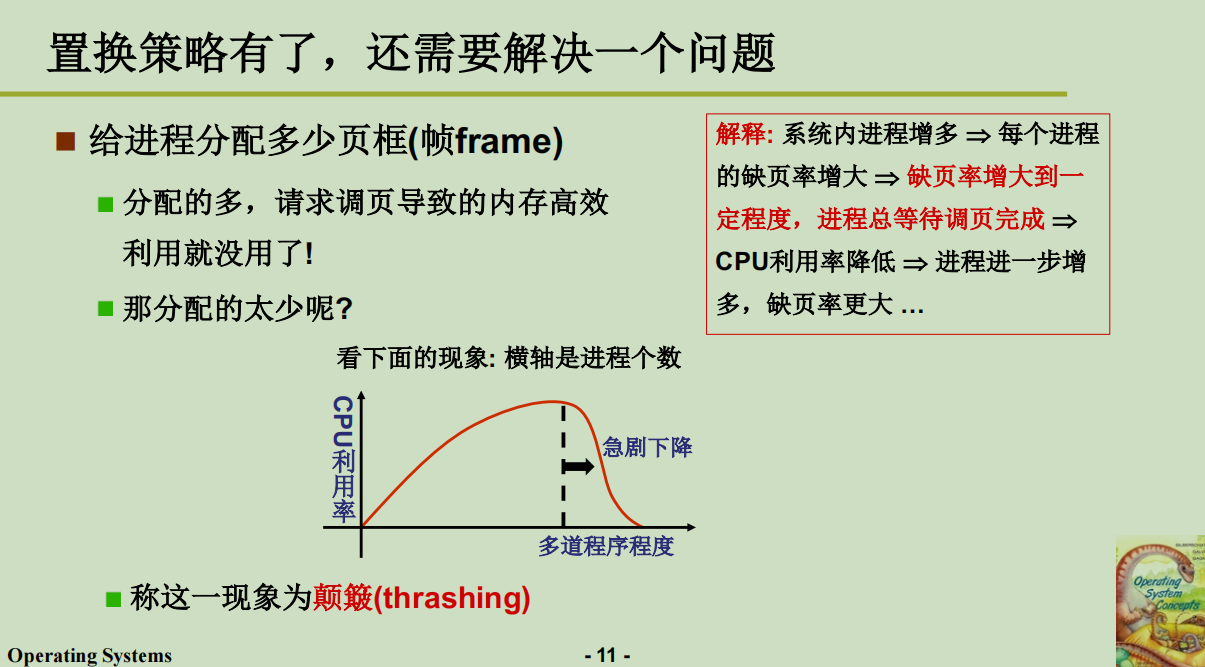 置换策略有了，还需要解决一个问题
给进程分配多少页框(帧frame)
分配的多，请求调页导致的内存高效
利用就没用了!
那分配的太少呢?
解释: 系统内进程增多 ⇒ 每个进程
的缺页率增大 ⇒ 缺页率增大到一
定程度，进程总等待调页完成 ⇒
CPU利用率降低 ⇒ 进程进一步增
多，缺页率更大 …
看下面的现象: 横轴是进程个数
CPU利用率
急剧下降
多道程序程度
称这一现象为颠簸(thrashing)
Operating
System
Concepts
Operating Systems
- 11 -